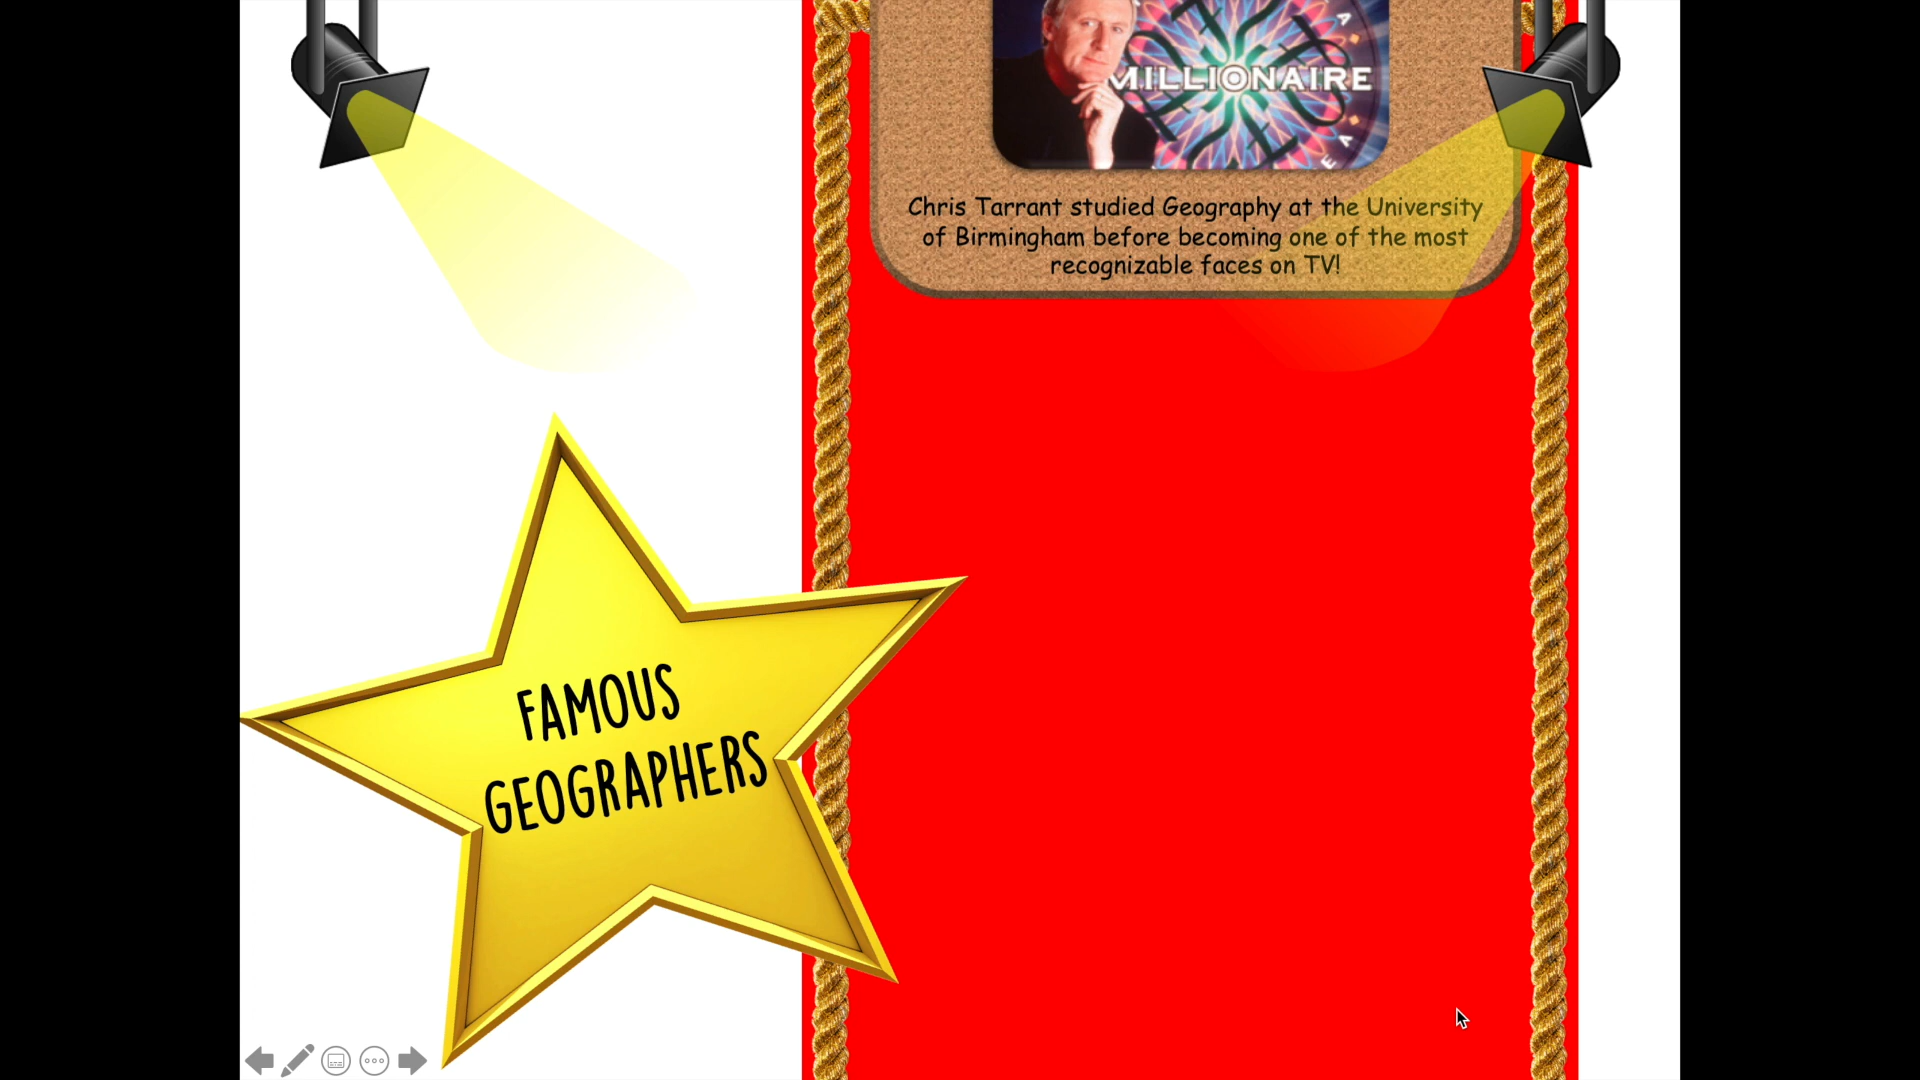 MILLIONAIRE
Chris Tarrant studied Geography at the University
of Birmingham before becoming one of the most
recognizable faces on TV!
FAMOUS
GEOGRAPHERS